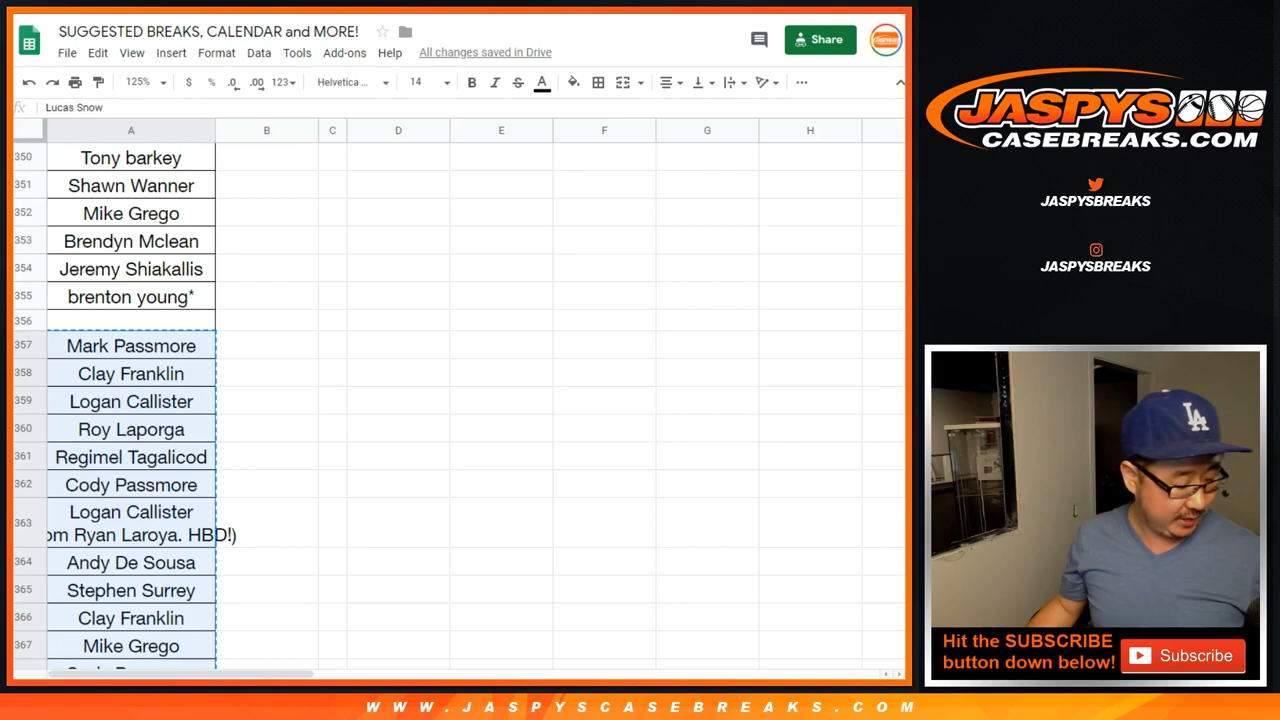 SUGGESTED BREAKS, CALENDAR and MORE!
File Edit View Insert Format Data Tools Add-ons Help All changes saved in Drive
Share
125% $ % .0 .00 123 Helvetica ... 14 B I S A
fx Lucas Snow
A B C D E F G H
350 Tony barkey
351 Shawn Wanner
352 Mike Grego
353 Brendyn Mclean
354 Jeremy Shiakallis
355 brenton young*
356
357 Mark Passmore
358 Clay Franklin
359 Logan Callister
360 Roy Laporga
361 Regimel Tagalicod
362 Cody Passmore
363 Logan Callister
om Ryan Laroya. HBD!)
364 Andy De Sousa
365 Stephen Surrey
366 Clay Franklin
367 Mike Grego
JASPYS
CASEBREAKS.COM
JASPYSBREAKS
JASPYSBREAKS
LA
Hit the SUBSCRIBE
button down below!
Subscribe
WWW.JASPYSCASEBREAKS.COM